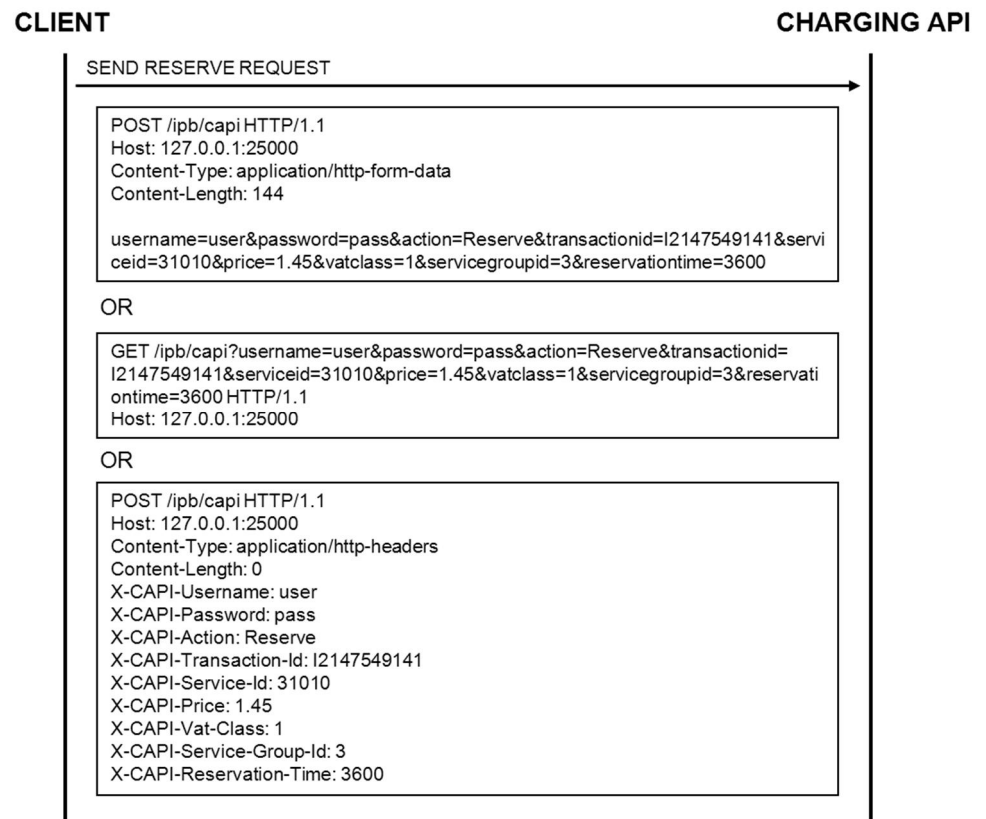 CLIENT
CHARGING API
SEND RESERVE REQUEST
POST /ipb/capi HTTP/1.1
Host: 127.0.0.1:25000
Content-Type: application/http-form-data
Content-Length: 144
username=user&password=pass&action=Reserve&transactionid=I2147549141&servi
ceid=31010&price=1.45&vatclass=1&servicegroupid=3&reservationtime=3600
OR
GET /ipb/capi?username=user&password=pass&action=Reserve&transactionid=
I2147549141&serviceid=31010&price=1.45&vatclass=1&servicegroupid=3&reservati
ontime=3600 HTTP/1.1
Host: 127.0.0.1:25000
OR
POST /ipb/capi HTTP/1.1
Host: 127.0.0.1:25000
Content-Type: application/http-headers
Content-Length: 0
X-CAPI-Username: user
X-CAPI-Password: pass
X-CAPI-Action: Reserve
X-CAPI-Transaction-Id: I2147549141
X-CAPI-Service-Id: 31010
X-CAPI-Price: 1.45
X-CAPI-Vat-Class: 1
X-CAPI-Service-Group-Id: 3
X-CAPI-Reservation-Time: 3600